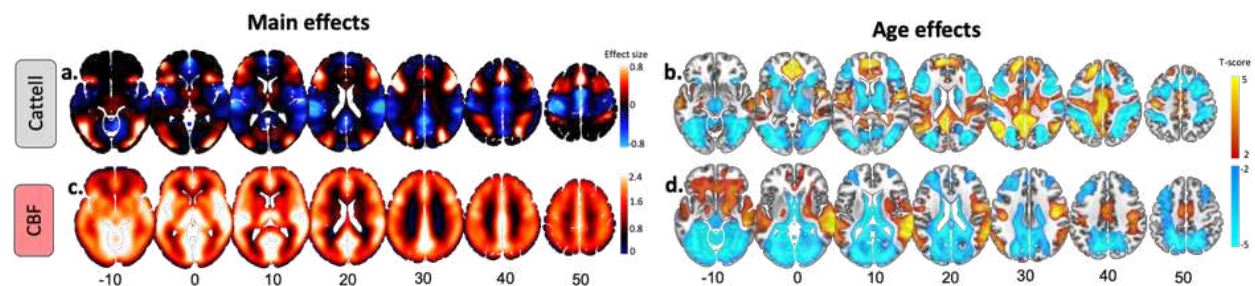 Main effects
Age effects
Cattell
a.
Effect size
0.8
0
-0.8
b.
T-score
5
2
-2
-5
CBF
c.
2.4
1.6
0.8
0
d.
-10 0 10 20 30 40 50
-10 0 10 20 30 40 50